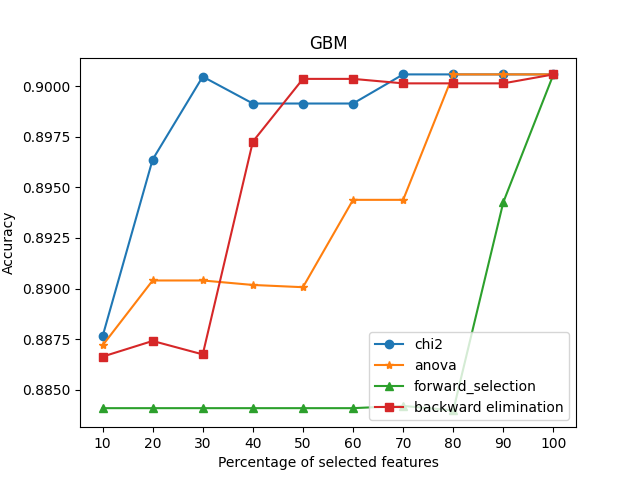 GBM
Accuracy
0.9000
0.8975
0.8950
0.8925
0.8900
0.8875
0.8850
chi2
anova
forward_selection
backward elimination
10 20 30 40 50 60 70 80 90 100
Percentage of selected features